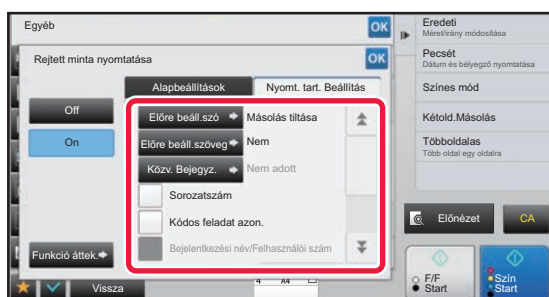 Egyéb
OK
Rejtett minta nyomtatása
OK
Alapbeállítások
Nyomt. tart. Beállítás
Off
On
Előre beáll.szó
Másolás tiltása
Előre beáll.szöveg
Nem
Közv. Bejegyz.
Nem adott
Sorozatszám
Kódos feladat azon.
Bejelentkezési név/Felhasználói szám
Funkció áttek.
Vissza
A4
Eredeti
Méret/irány módosítása
Pecsét
Dátum és bélyegző nyomtatása
Színes mód
Kétold.Másolás
Többoldalas
Több oldal egy oldalra
Előnézet
CA
F/F
Start
Szín
Start